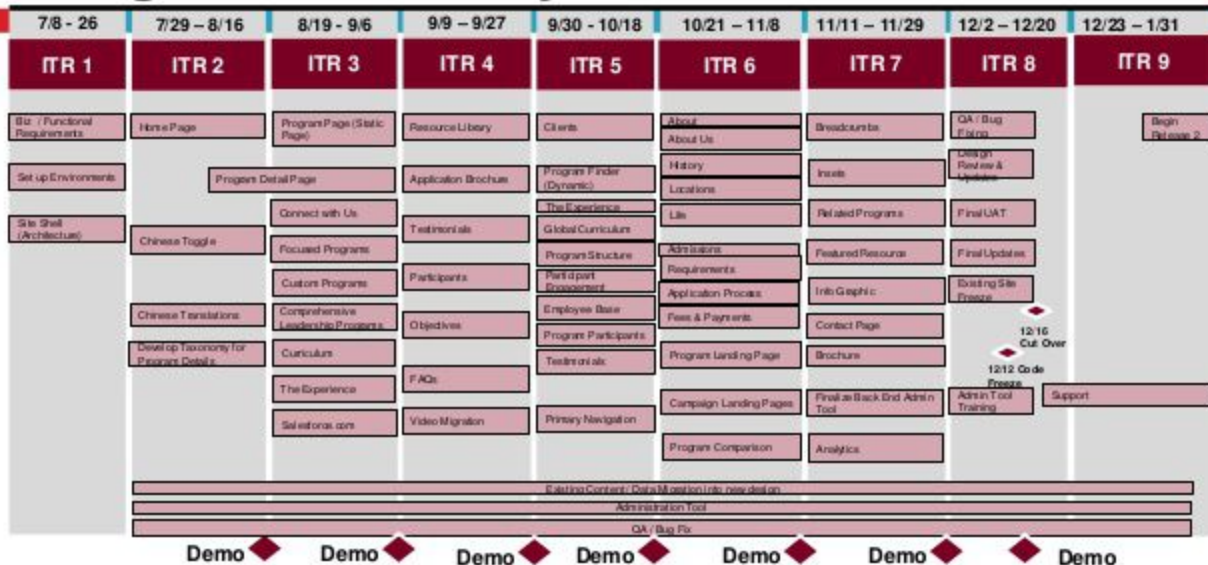 7/8 - 26
7/29 – 8/16
8/19 - 9/6
9/9 – 9/27
9/30 - 10/18
10/21 – 11/8
11/11 – 11/29
12/2 – 12/20
12/23 – 1/31
ITR 1
ITR 2
ITR 3
ITR 4
ITR 5
ITR 6
ITR 7
ITR 8
ITR 9
Biz / Functional
Requirements
Set up Environments
Site Shell
(Architecture)
Home Page
Program Detail Page
Chinese Toggle
Chinese Translations
Develop Taxonomy for
Program Details
Program Page (Static
Page)
Connect with Us
Focused Programs
Custom Programs
Comprehensive
Leadership Programs
Curriculum
The Experience
Salesforce.com
Resource Library
Application Brochure
Testimonials
Participants
Objectives
FAQs
Video Migration
Clients
Program Finder
(Dynamic)
The Experience
Global Curriculum
Program Structure
Participant
Engagement
Employee Base
Program Participants
Testimonials
Primary Navigation
About
About Us
History
Locations
Admissions
Requirements
Application Process
Fees & Payments
Program Landing Page
Campaign Landing Pages
Program Comparison
Breadcrumbs
Insets
Related Programs
Featured Resource
Info Graphic
Contact Page
Brochure
Finalize Back End Admin
Tool
Analytics
QA / Bug
Fixing
Design
Review &
Updates
Final UAT
Final Updates
Existing Site
Freeze
12/16
Cut Over
12/12 Code
Freeze
Admin Tool
Training
Begin
Release 2
Support
Existing Content / Data Migration into new design
Administration Tool
QA / Bug Fix
Demo
Demo
Demo
Demo
Demo
Demo
Demo